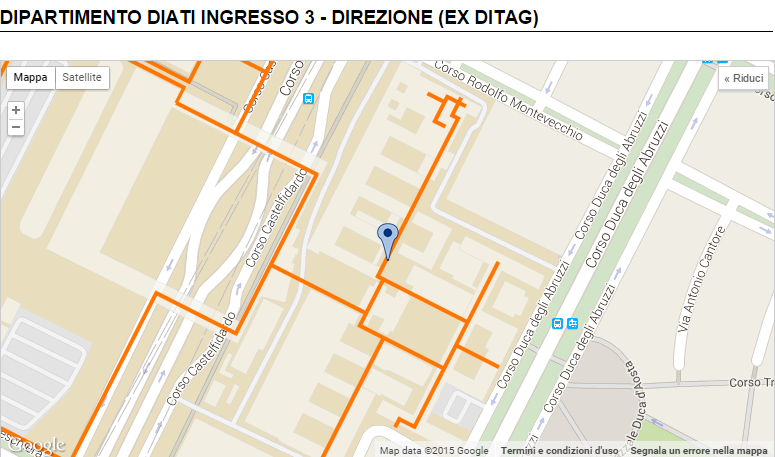 DIPARTIMENTO DIATI INGRESSO 3 - DIREZIONE (EX DITAG)
Mappa
Satellite
« Riduci
+
−
Corso Rodolfo Montevecchio
Corso
Corso Castelfidardo
Corso Castelfidardo
Corso Duca degli Abruzzi
Corso Duca degli Abruzzi
Corso Duca degli Abruzzi
Corso Duca degli Abruzzi
Via Antonio Cantore
Corso Tr
Duca d'Aosta
Google
Map data ©2015 Google
Termini e condizioni d'uso
Segnala un errore nella mappa